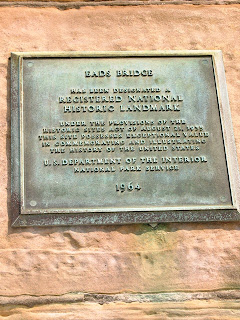 EADS BRIDGE
HAS BEEN DESIGNATED A
REGISTERED NATIONAL
HISTORIC LANDMARK
UNDER THE PROVISIONS OF THE
HISTORIC SITES ACT OF AUGUST 21, 1935
THIS SITE POSSESSES EXCEPTIONAL VALUE
IN COMMEMORATING AND ILLUSTRATING
THE HISTORY OF THE UNITED STATES
U.S. DEPARTMENT OF THE INTERIOR
NATIONAL PARK SERVICE
1964